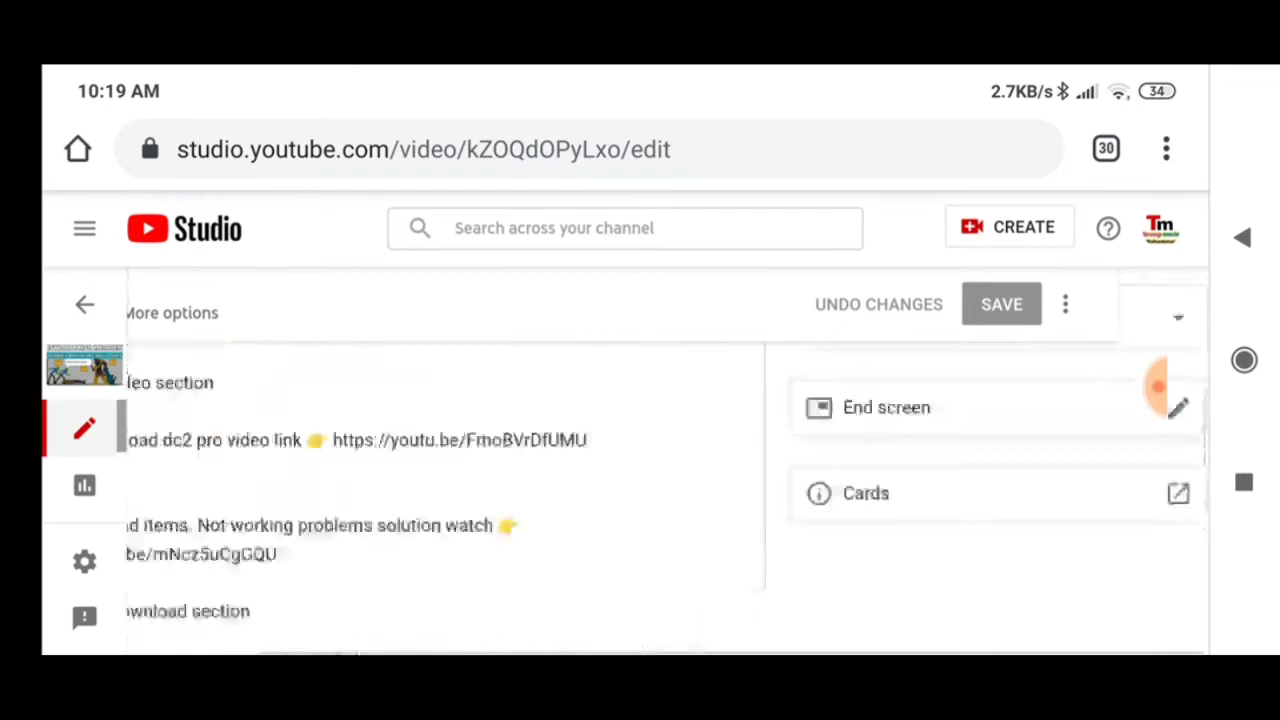 10:19 AM
2.7KB/s
34
studio.youtube.com/video/kZOQdOPyLxo/edit
30
Studio
Search across your channel
CREATE
Tm
More options
UNDO CHANGES
SAVE
leo section
End screen
oad dc2 pro video link 👉 https://youtu.be/FmoBVrDfUMU
Cards
d items. Not working problems solution watch 👉
be/mNcz5uCgGQU
wnload section